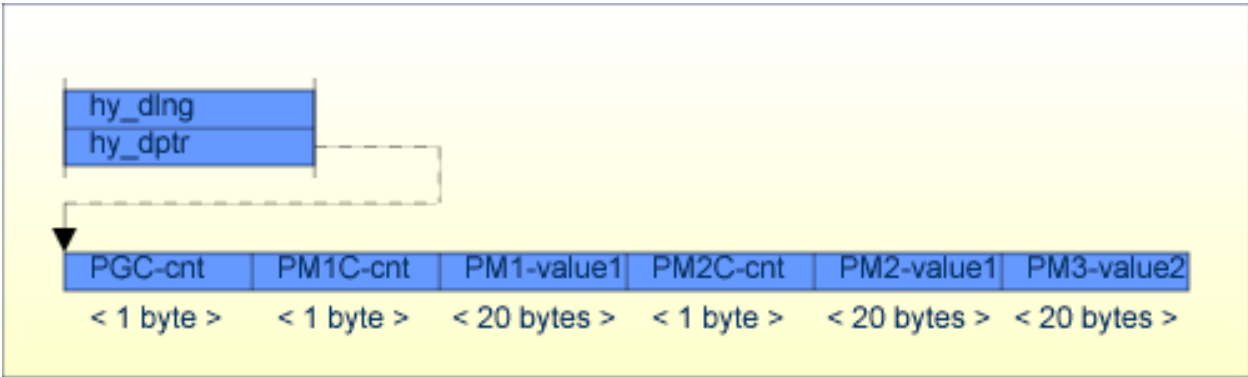 hy_dlng
hy_dptr
PGC-cnt PM1C-cnt PM1-value1 PM2C-cnt PM2-value1 PM3-value2
< 1 byte > < 1 byte > < 20 bytes > < 1 byte > < 20 bytes > < 20 bytes >